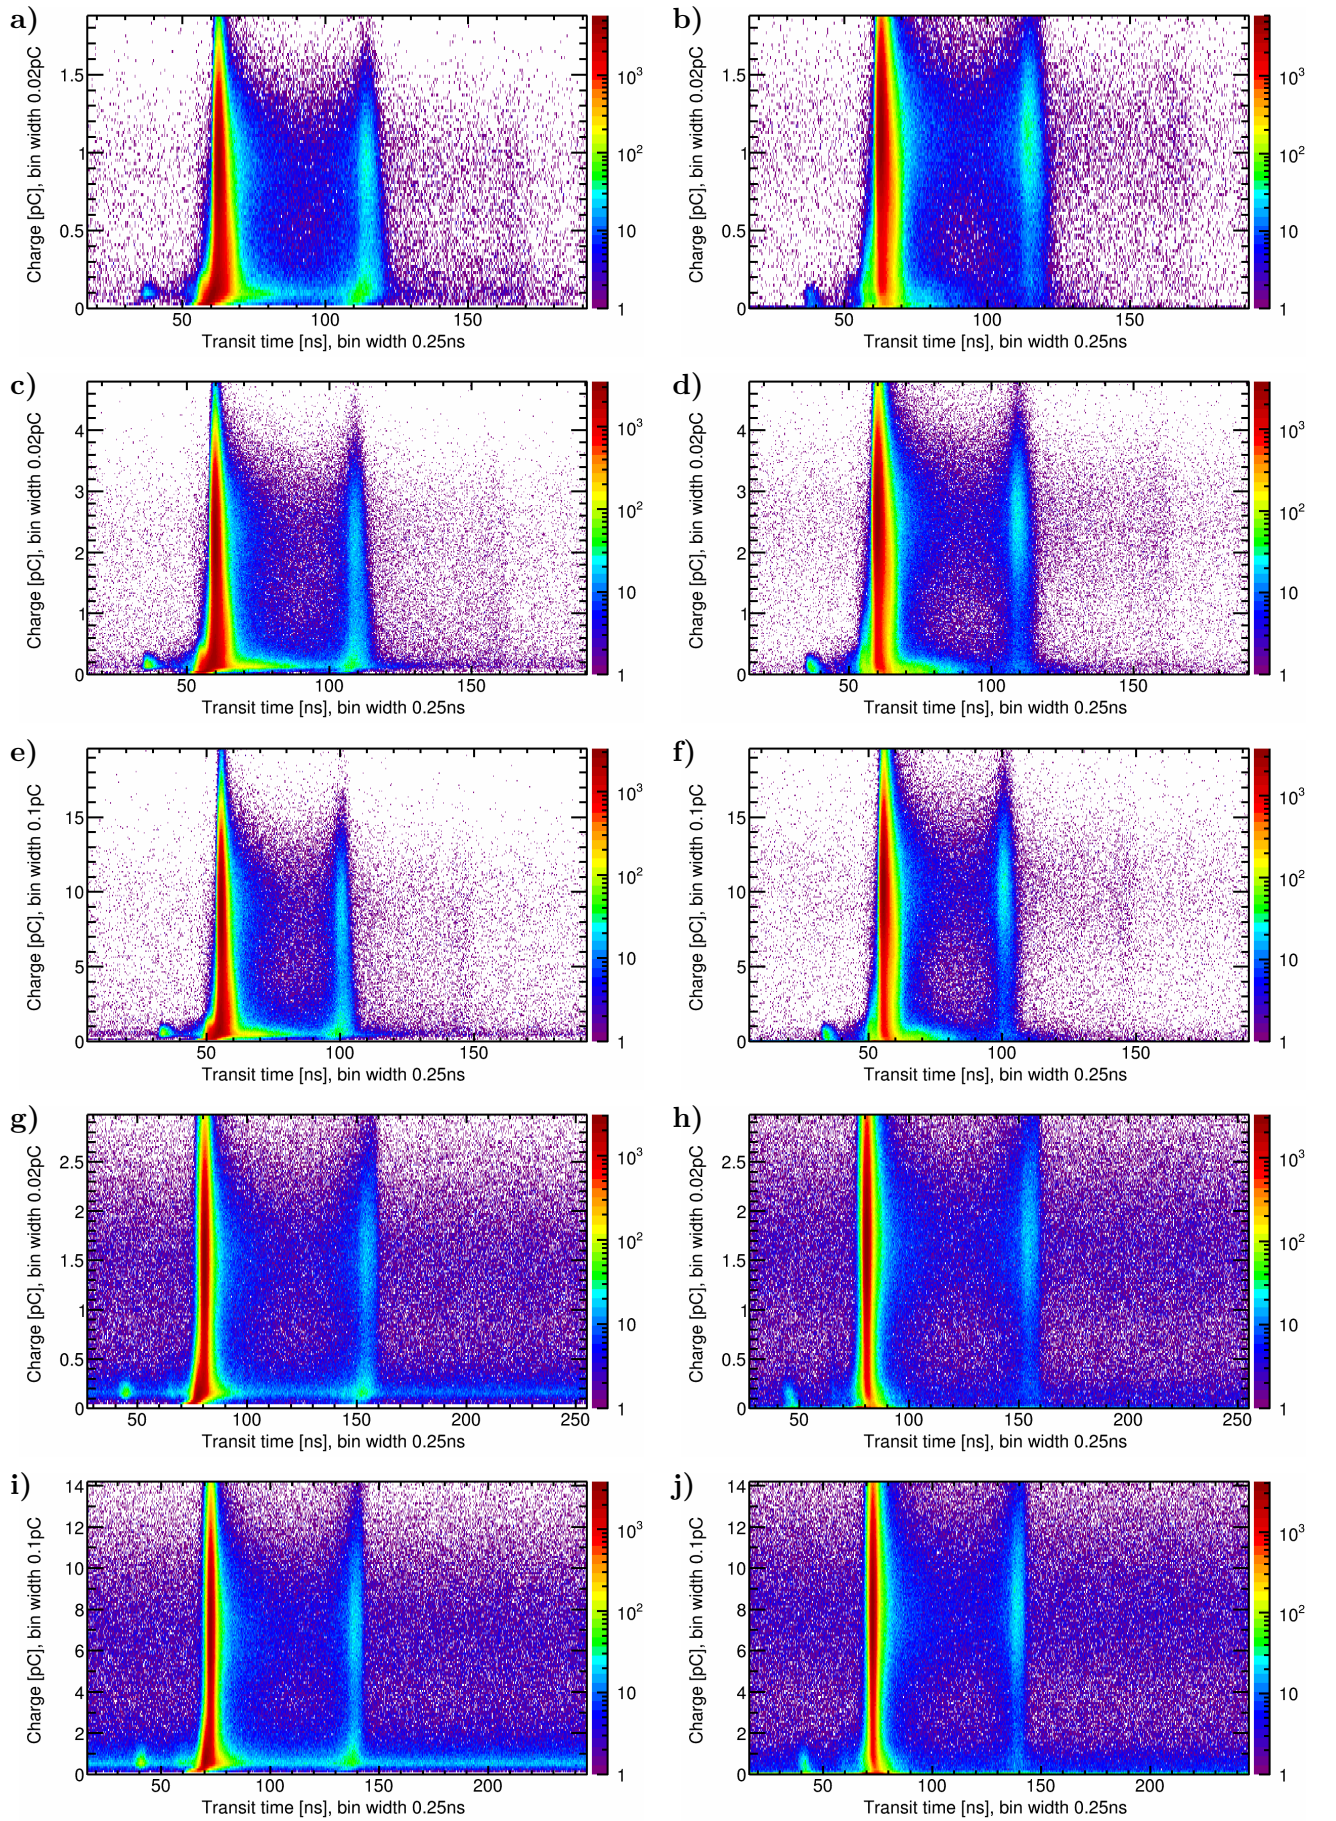 a)
Charge [pC], bin width 0.02pC
1.5
1
0.5
0
50 100 150
Transit time [ns], bin width 0.25ns
10³
10²
10
1
b)
Charge [pC], bin width 0.02pC
1.5
1
0.5
0
50 100 150
Transit time [ns], bin width 0.25ns
10³
10²
10
1
c)
Charge [pC], bin width 0.02pC
4
3
2
1
0
50 100 150
Transit time [ns], bin width 0.25ns
10³
10²
10
1
d)
Charge [pC], bin width 0.02pC
4
3
2
1
0
50 100 150
Transit time [ns], bin width 0.25ns
10³
10²
10
1
e)
Charge [pC], bin width 0.1pC
15
10
5
0
50 100 150
Transit time [ns], bin width 0.25ns
10³
10²
10
1
f)
Charge [pC], bin width 0.1pC
15
10
5
0
50 100 150
Transit time [ns], bin width 0.25ns
10³
10²
10
1
g)
Charge [pC], bin width 0.02pC
2.5
2
1.5
1
0.5
0
50 100 150 200 250
Transit time [ns], bin width 0.25ns
10³
10²
10
1
h)
Charge [pC], bin width 0.02pC
2.5
2
1.5
1
0.5
0
50 100 150 200 250
Transit time [ns], bin width 0.25ns
10³
10²
10
1
i)
Charge [pC], bin width 0.1pC
14
12
10
8
6
4
2
0
50 100 150 200
Transit time [ns], bin width 0.25ns
10³
10²
10
1
j)
Charge [pC], bin width 0.1pC
14
12
10
8
6
4
2
0
50 100 150 200
Transit time [ns], bin width 0.25ns
10³
10²
10
1